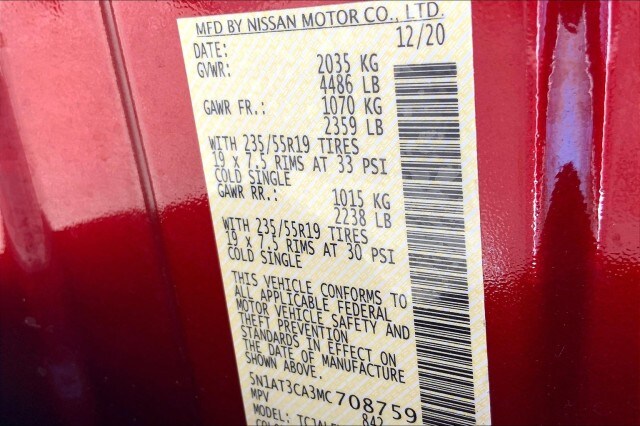 MFD BY NISSAN MOTOR CO., LTD.
DATE: 12/20
GVWR: 2035 KG
4486 LB
GAWR FR.: 1070 KG
2359 LB
WITH 235/55R19 TIRES
19 x 7.5 RIMS AT 33 PSI
COLD SINGLE
GAWR RR.: 1015 KG
2238 LB
WITH 235/55R19 TIRES
19 x 7.5 RIMS AT 30 PSI
COLD SINGLE
THIS VEHICLE CONFORMS TO
ALL APPLICABLE FEDERAL
MOTOR VEHICLE SAFETY AND
THEFT PREVENTION
STANDARDS IN EFFECT ON
THE DATE OF MANUFACTURE
SHOWN ABOVE.
5N1AT3CA3MC708759
MPV
MODEL: